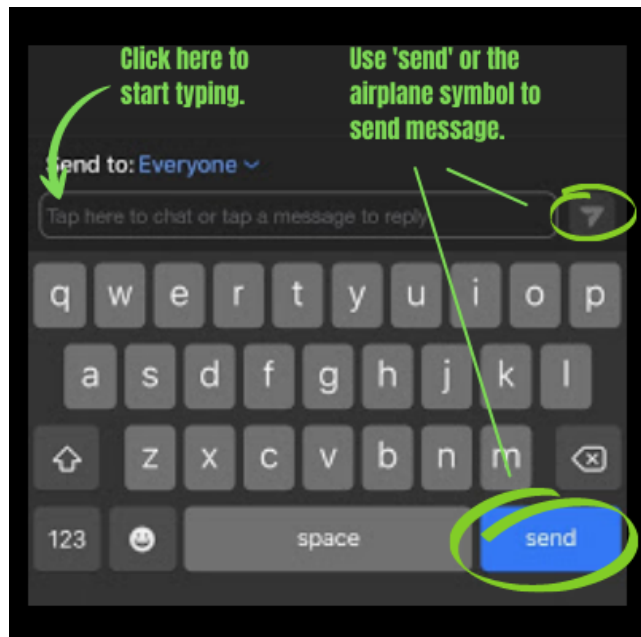 Click here to
start typing.
Use 'send' or the
airplane symbol to
send message.
Send to: Everyone
Tap here to chat or tap a message to reply
q w e r t y u i o p
a s d f g h j k l
z x c v b n m
123 space send